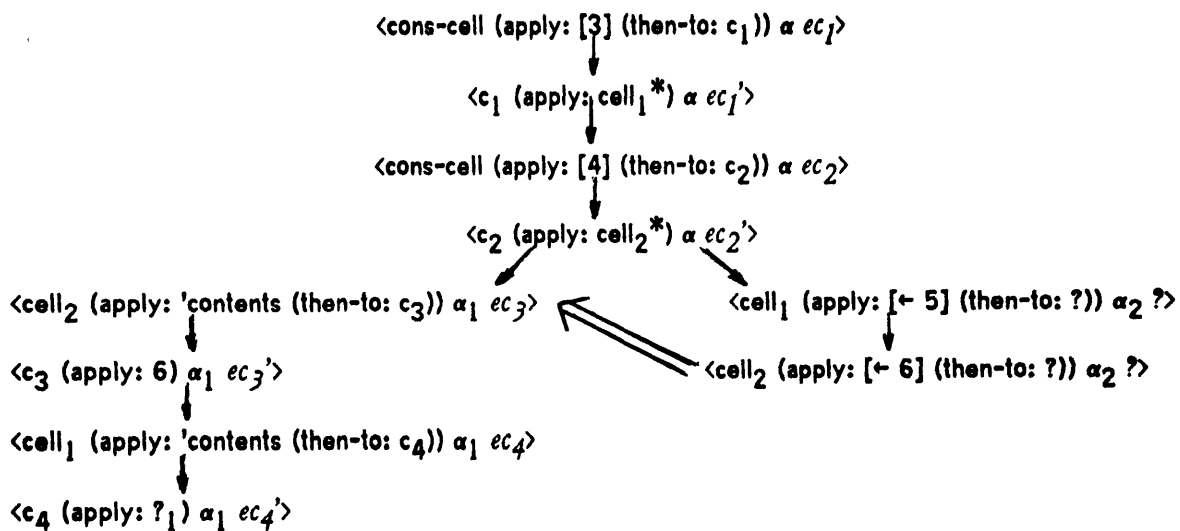 <cons-cell (apply: [3] (then-to: c₁)) α ec₁>
<c₁ (apply: cell₁*) α ec₁'>
<cons-cell (apply: [4] (then-to: c₂)) α ec₂>
<c₂ (apply: cell₂*) α ec₂'>
<cell₂ (apply: 'contents (then-to: c₃)) α₁ ec₃>
<cell₁ (apply: [← 5] (then-to: ?)) α₂ ?>
<c₃ (apply: 6) α₁ ec₃'>
<cell₂ (apply: [← 6] (then-to: ?)) α₂ ?>
<cell₁ (apply: 'contents (then-to: c₄)) α₁ ec₄>
<c₄ (apply: ?₁) α₁ ec₄'>